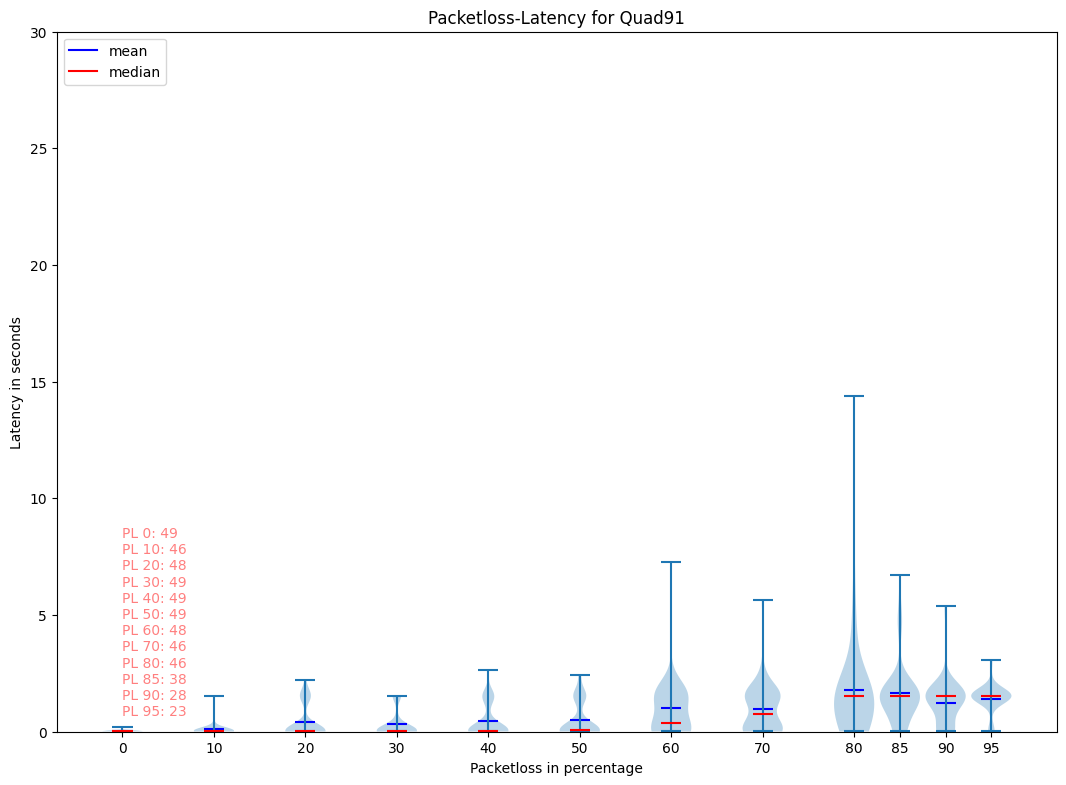 Packetloss-Latency for Quad91
30
mean
median
25
20
15
10
5
0
Latency in seconds
PL 0: 49
PL 10: 46
PL 20: 48
PL 30: 49
PL 40: 49
PL 50: 49
PL 60: 48
PL 70: 46
PL 80: 46
PL 85: 38
PL 90: 28
PL 95: 23
0 10 20 30 40 50 60 70 80 85 90 95
Packetloss in percentage